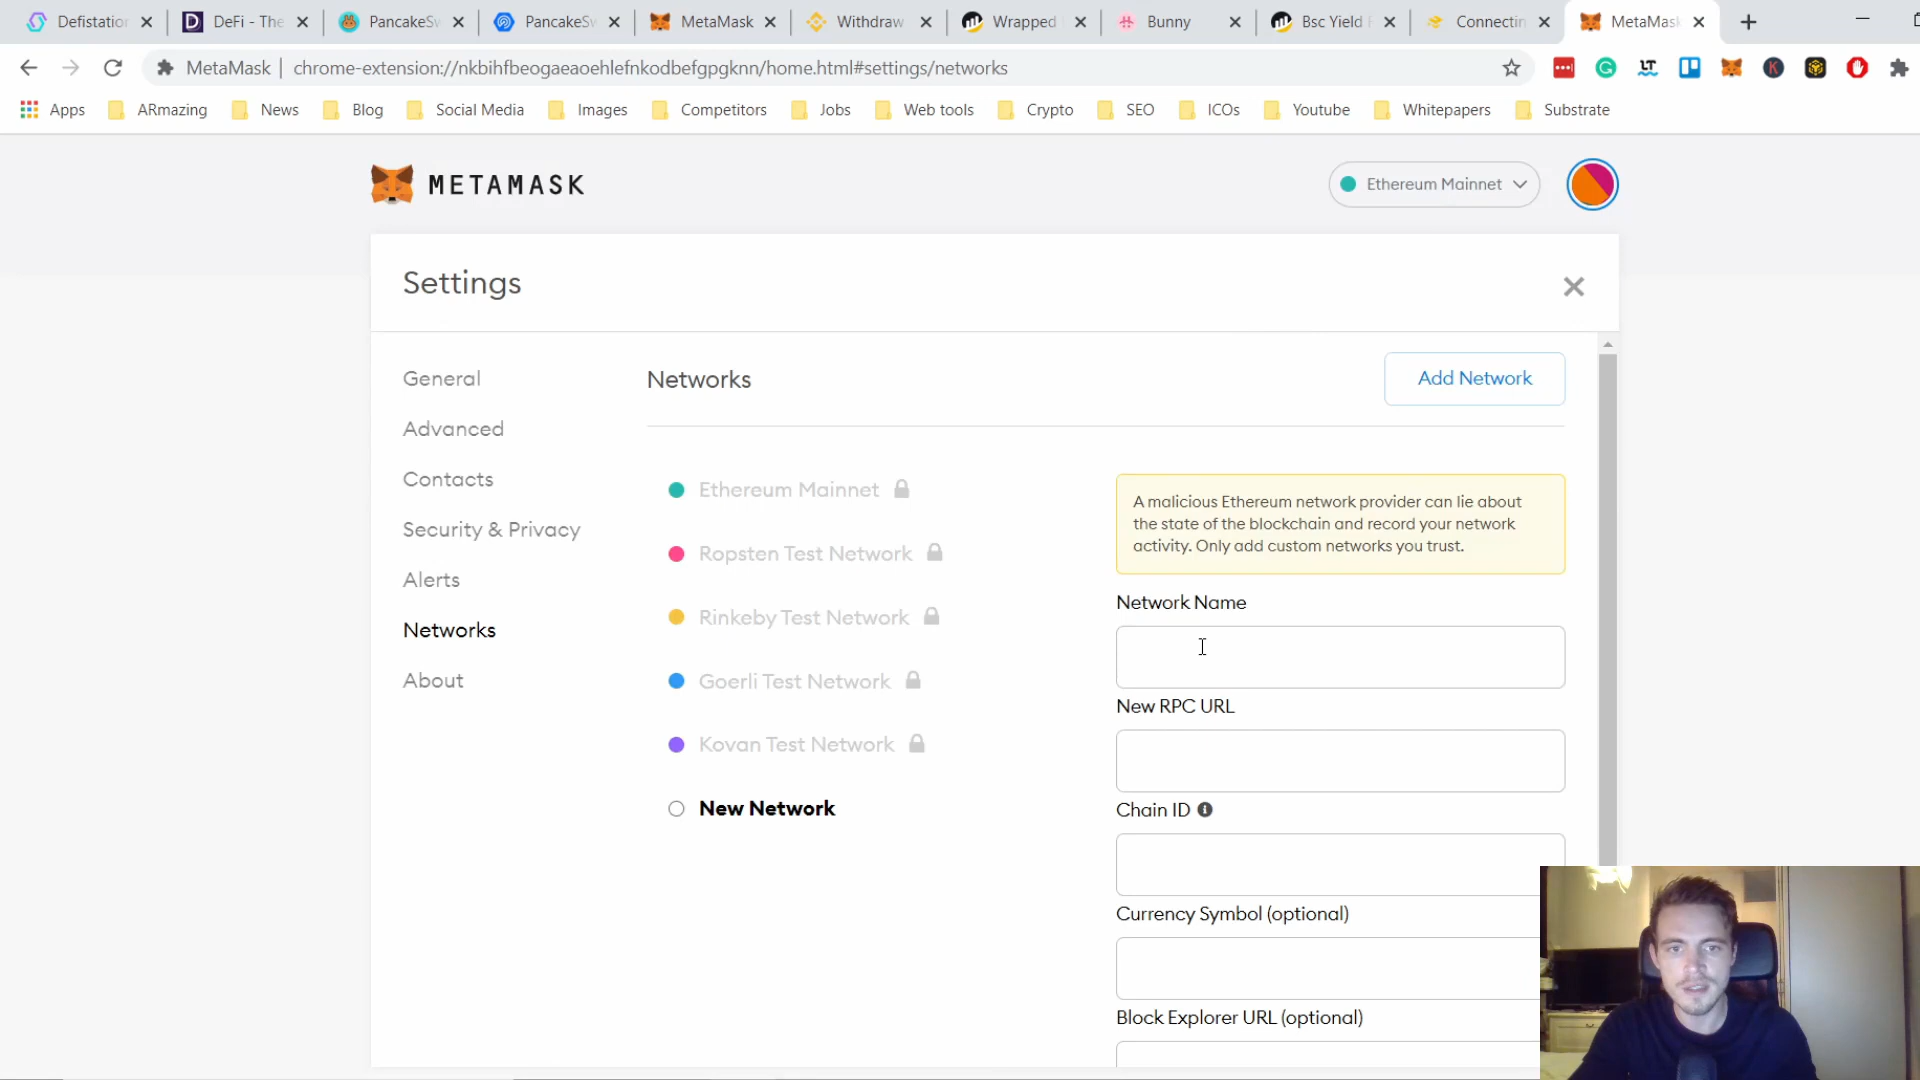 Defistation
DeFi - The
PancakeSw
PancakeSw
MetaMask
Withdraw
Wrapped
Bunny
Bsc Yield F
Connectin
MetaMask
MetaMask | chrome-extension://nkbihfbeogaeaoehlefnkodbefgpgknn/home.html#settings/networks
Apps
ARmazing
News
Blog
Social Media
Images
Competitors
Jobs
Web tools
Crypto
SEO
ICOs
Youtube
Whitepapers
Substrate
METAMASK
Ethereum Mainnet
Settings
General
Advanced
Contacts
Security & Privacy
Alerts
Networks
About
Networks
Add Network
Ethereum Mainnet
Ropsten Test Network
Rinkeby Test Network
Goerli Test Network
Kovan Test Network
New Network
A malicious Ethereum network provider can lie about
the state of the blockchain and record your network
activity. Only add custom networks you trust.
Network Name
New RPC URL
Chain ID
Currency Symbol (optional)
Block Explorer URL (optional)